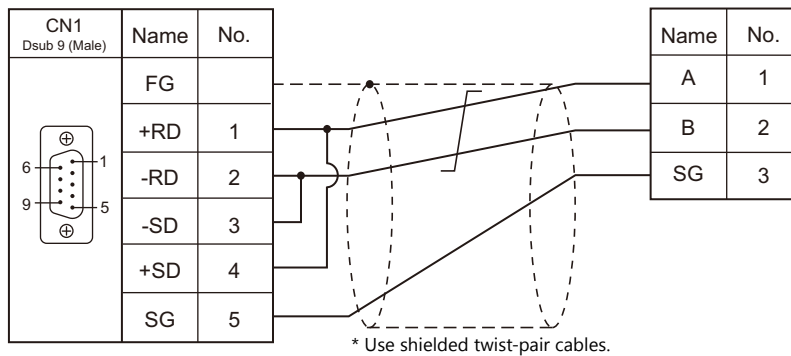 CN1
Dsub 9 (Male)
Name No.
FG
+RD 1
-RD 2
-SD 3
+SD 4
SG 5
6 1
9 5
Name No.
A 1
B 2
SG 3
* Use shielded twist-pair cables.